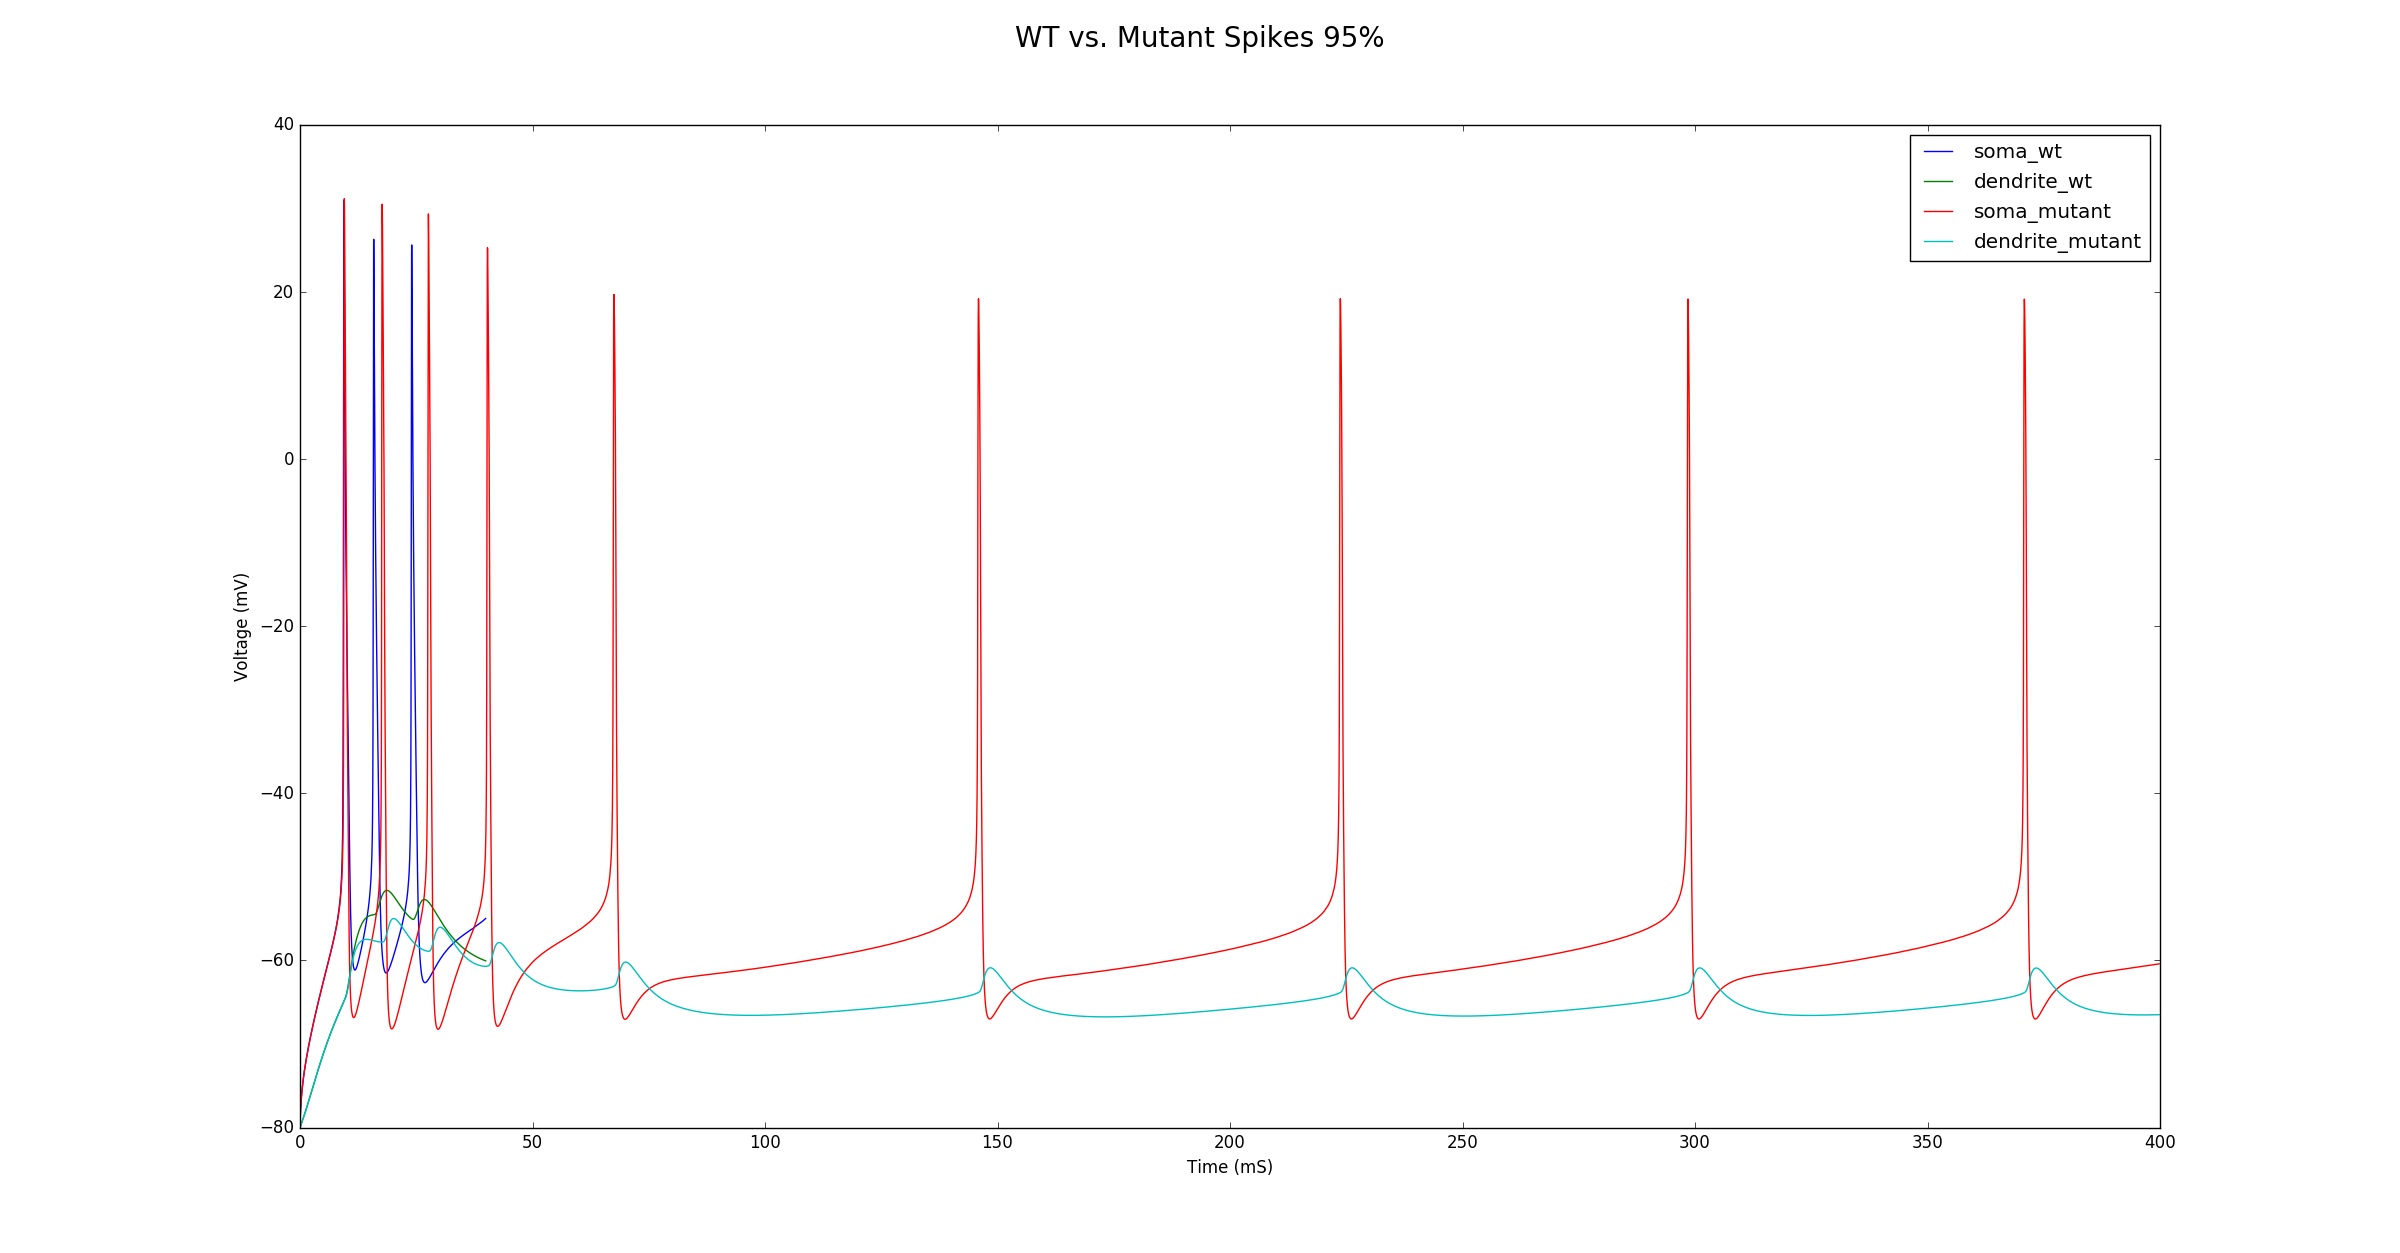 WT vs. Mutant Spikes 95%
40
20
0
−20
−40
−60
−80
Voltage (mV)
soma_wt
dendrite_wt
soma_mutant
dendrite_mutant
0 50 100 150 200 250 300 350 400
Time (mS)